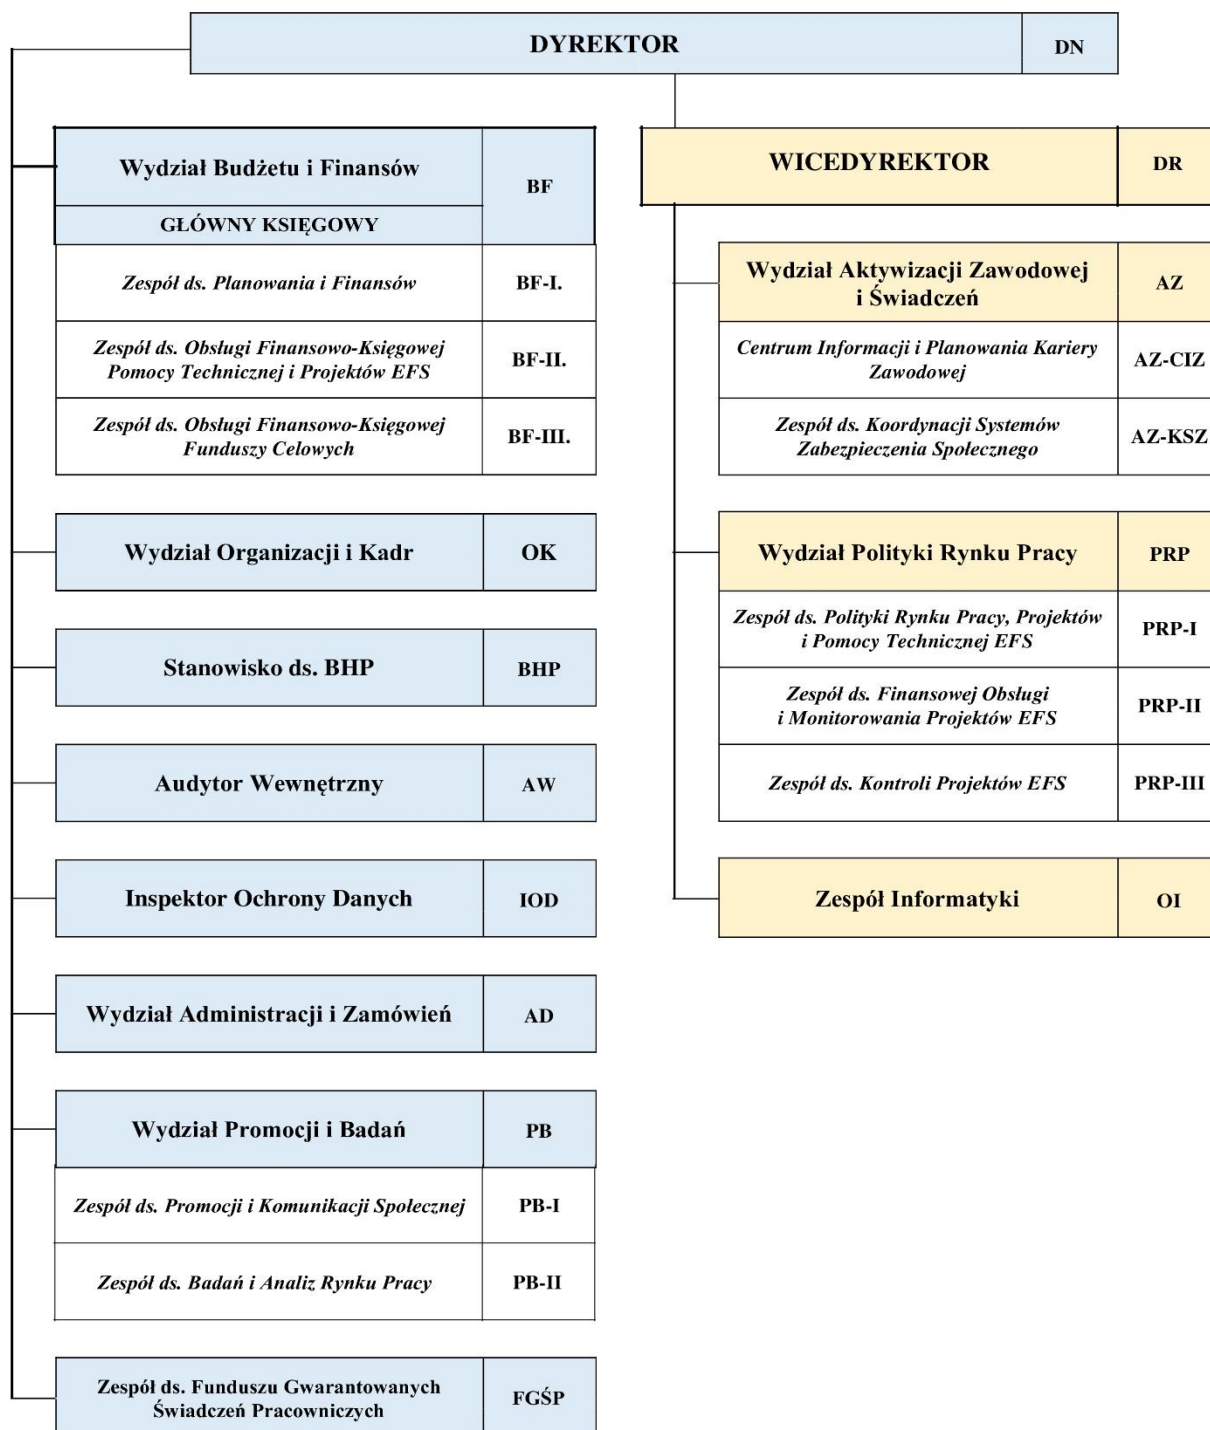 DYREKTOR DN
Wydział Budżetu i Finansów BF
GŁÓWNY KSIĘGOWY
Zespół ds. Planowania i Finansów BF-I.
Zespół ds. Obsługi Finansowo-Księgowej
Pomocy Technicznej i Projektów EFS BF-II.
Zespół ds. Obsługi Finansowo-Księgowej
Funduszy Celowych BF-III.
Wydział Organizacji i Kadr OK
Stanowisko ds. BHP BHP
Audytor Wewnętrzny AW
Inspektor Ochrony Danych IOD
Wydział Administracji i Zamówień AD
Wydział Promocji i Badań PB
Zespół ds. Promocji i Komunikacji Społecznej PB-I
Zespół ds. Badań i Analiz Rynku Pracy PB-II
Zespół ds. Funduszu Gwarantowanych
Świadczeń Pracowniczych FGŚP
WICEDYREKTOR DR
Wydział Aktywizacji Zawodowej
i Świadczeń AZ
Centrum Informacji i Planowania Kariery
Zawodowej AZ-CIZ
Zespół ds. Koordynacji Systemów
Zabezpieczenia Społecznego AZ-KSZ
Wydział Polityki Rynku Pracy PRP
Zespół ds. Polityki Rynku Pracy, Projektów
i Pomocy Technicznej EFS PRP-I
Zespół ds. Finansowej Obsługi
i Monitorowania Projektów EFS PRP-II
Zespół ds. Kontroli Projektów EFS PRP-III
Zespół Informatyki OI